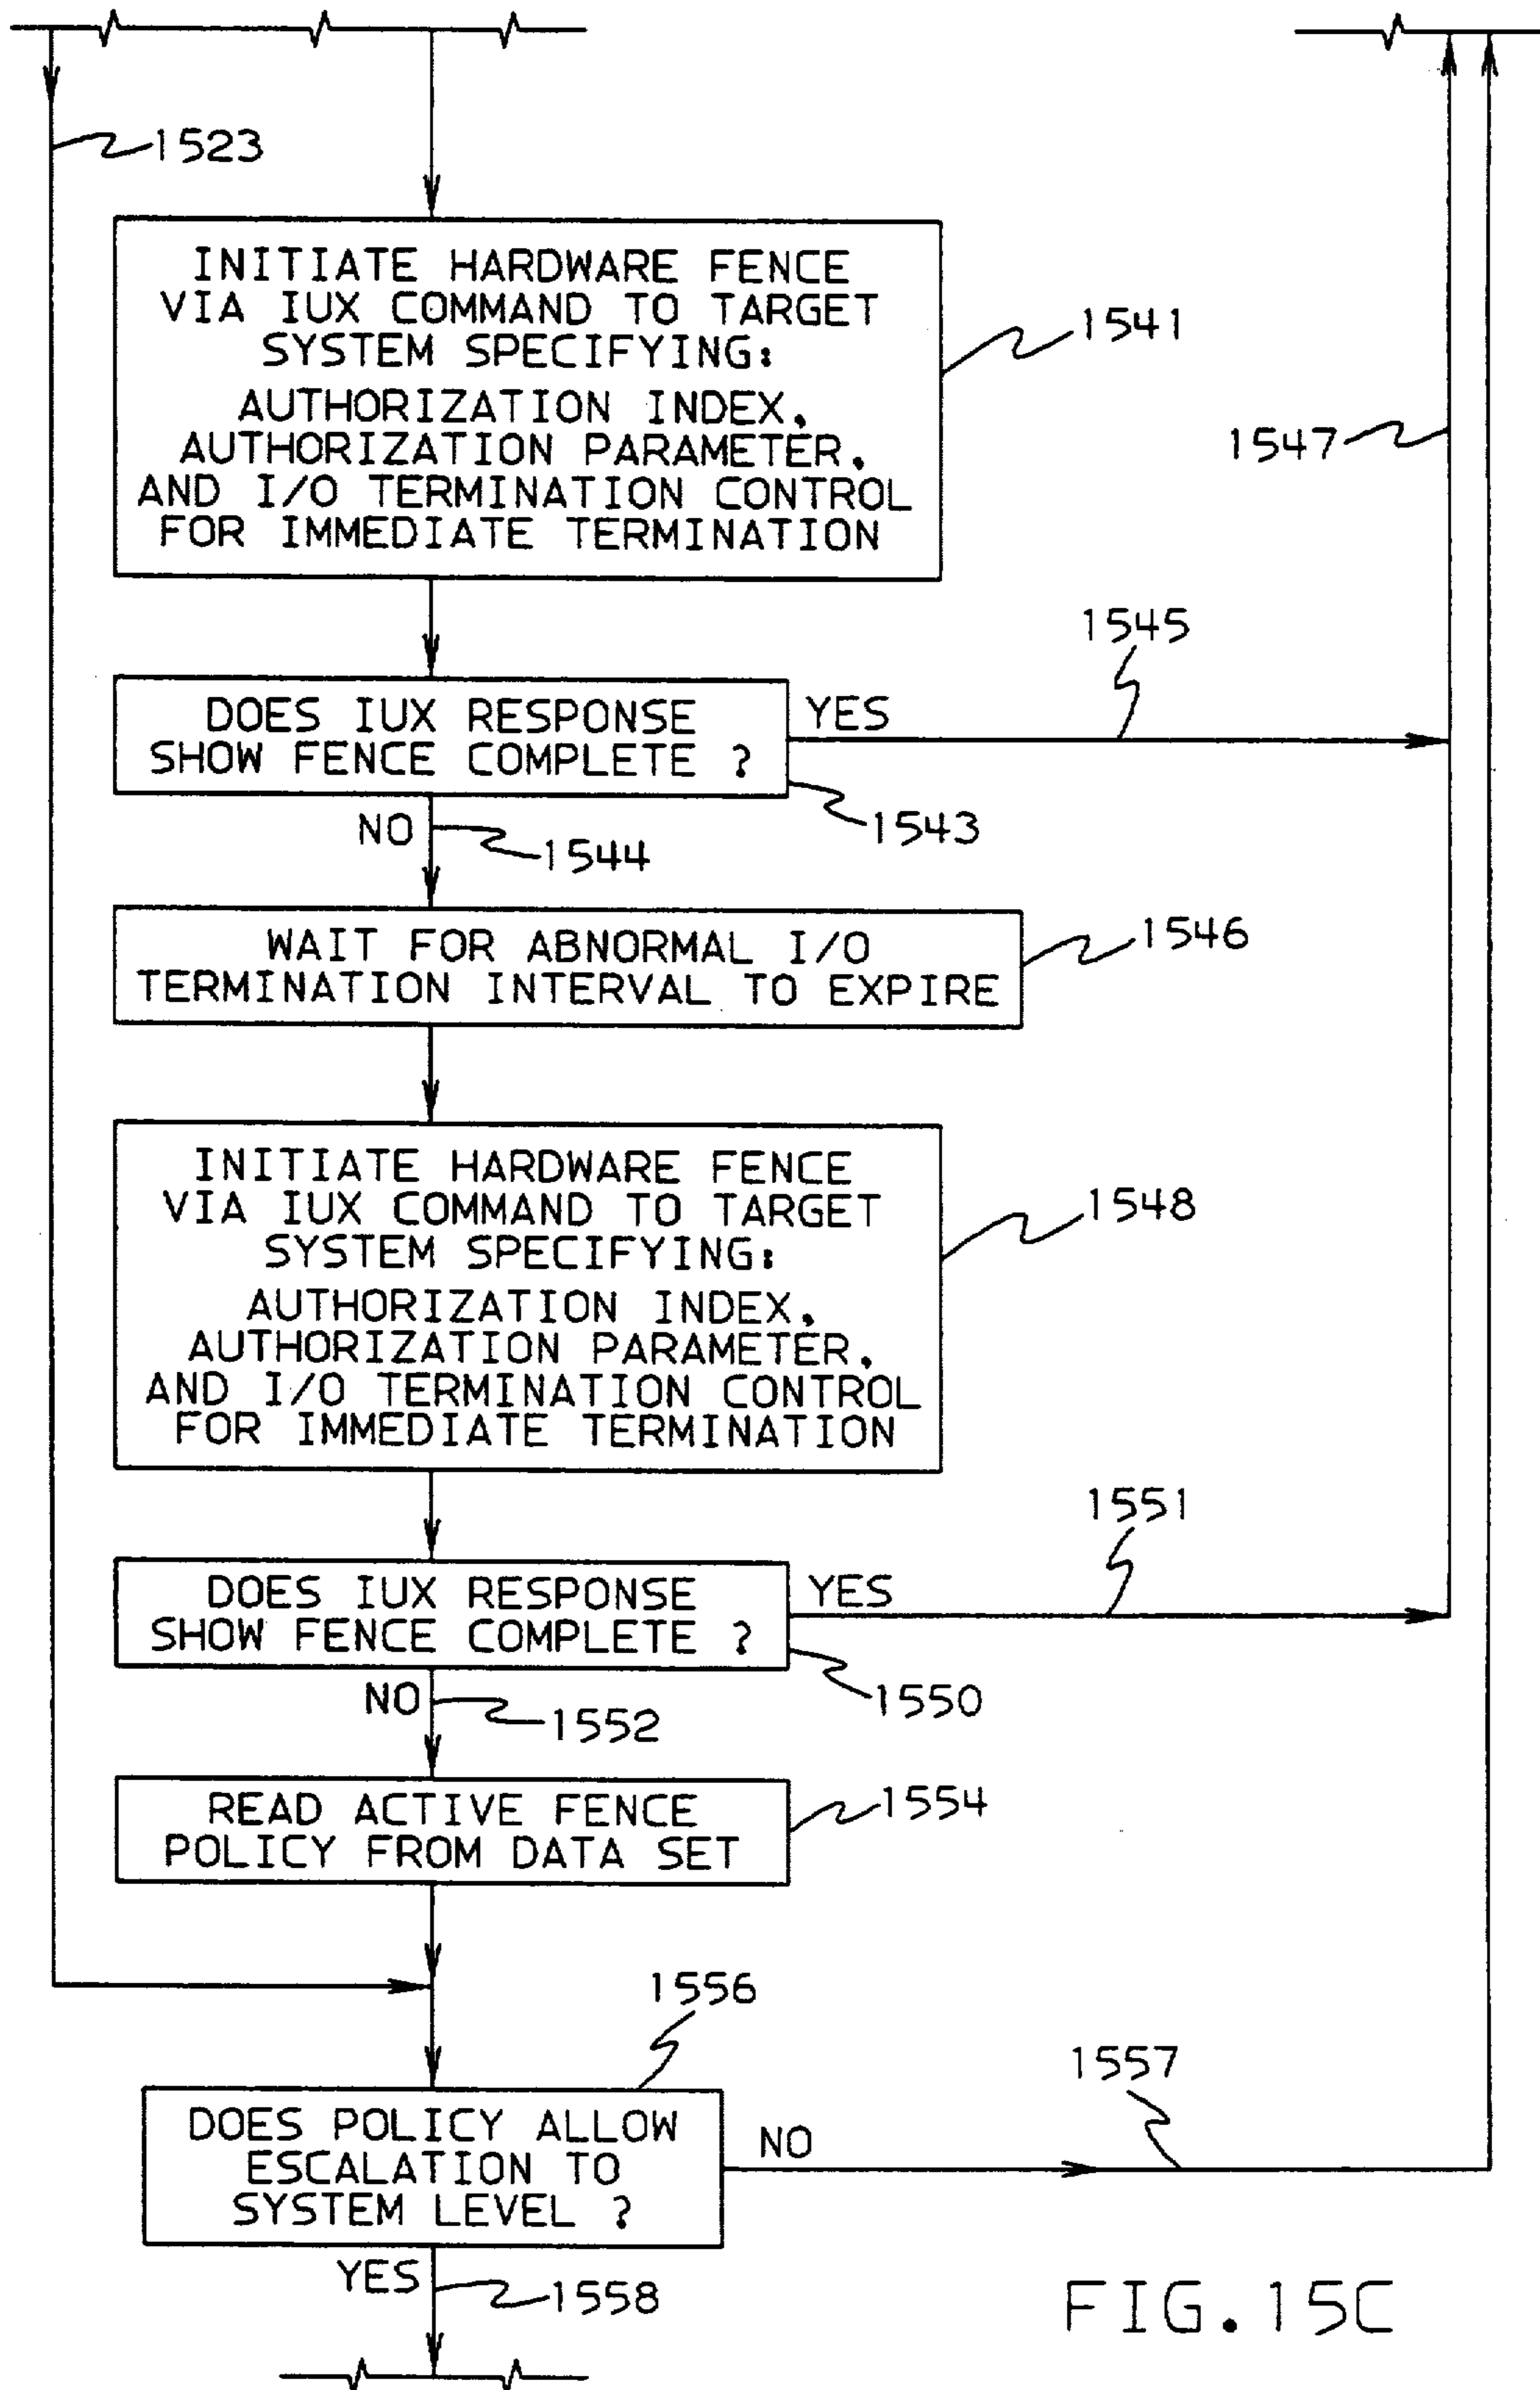 1523
INITIATE HARDWARE FENCE
VIA IUX COMMAND TO TARGET
SYSTEM SPECIFYING:
AUTHORIZATION INDEX,
AUTHORIZATION PARAMETER,
AND I/O TERMINATION CONTROL
FOR IMMEDIATE TERMINATION
1541
1547
1545
DOES IUX RESPONSE
SHOW FENCE COMPLETE ?
YES
1543
NO
1544
WAIT FOR ABNORMAL I/O
TERMINATION INTERVAL TO EXPIRE
1546
INITIATE HARDWARE FENCE
VIA IUX COMMAND TO TARGET
SYSTEM SPECIFYING:
AUTHORIZATION INDEX,
AUTHORIZATION PARAMETER,
AND I/O TERMINATION CONTROL
FOR IMMEDIATE TERMINATION
1548
1551
DOES IUX RESPONSE
SHOW FENCE COMPLETE ?
YES
1550
NO
1552
READ ACTIVE FENCE
POLICY FROM DATA SET
1554
1556
1557
DOES POLICY ALLOW
ESCALATION TO
SYSTEM LEVEL ?
NO
YES
1558
FIG.15C